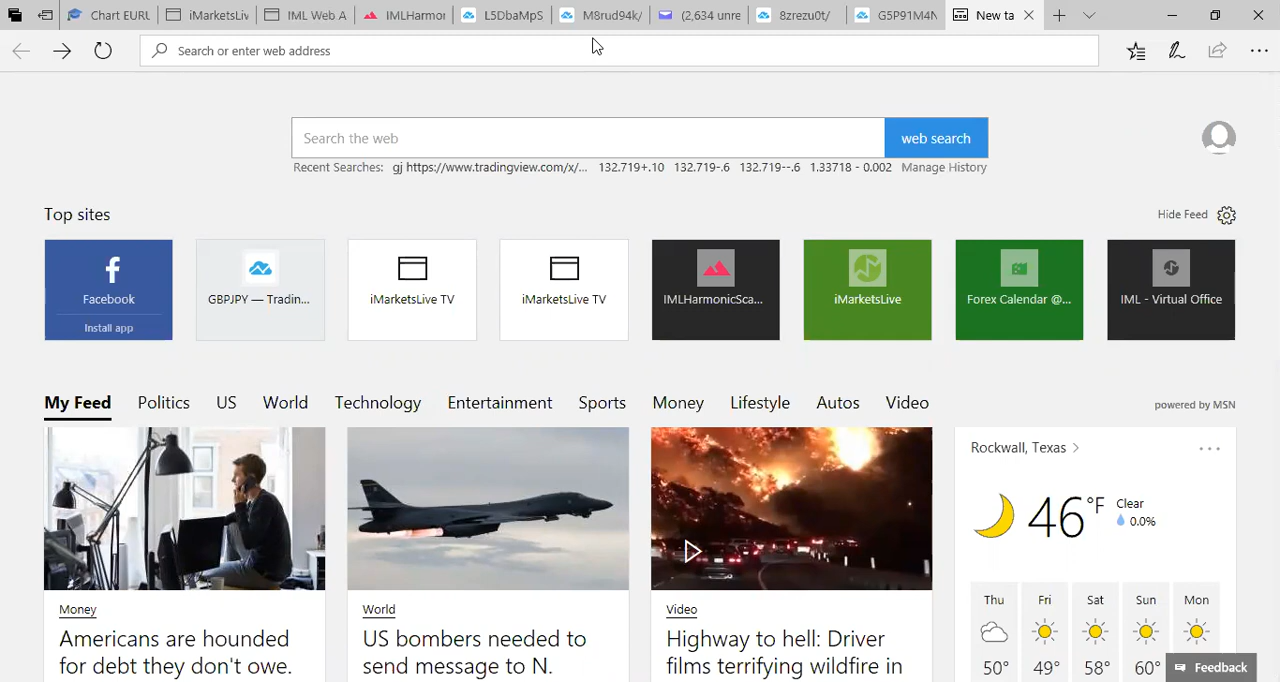 Chart EURU
iMarketsLiv
IML Web A
IMLHarmor
L5DbaMpS
M8rud94k/
(2,634 unre
8zrezu0t/
G5P91M4N
New ta
Search or enter web address
Search the web
web search
Recent Searches: gj https://www.tradingview.com/x/... 132.719+.10 132.719-.6 132.719--.6 1.33718 - 0.002 Manage History
Top sites
Hide Feed
Facebook
Install app
GBPJPY — Tradin...
iMarketsLive TV
iMarketsLive TV
IMLHarmonicSca...
iMarketsLive
Forex Calendar @...
IML - Virtual Office
My Feed Politics US World Technology Entertainment Sports Money Lifestyle Autos Video
powered by MSN
Money
Americans are hounded
for debt they don't owe.
World
US bombers needed to
send message to N.
Video
Highway to hell: Driver
films terrifying wildfire in
Rockwall, Texas >
46°F
Clear
0.0%
Thu Fri Sat Sun Mon
50° 49° 58° 60°
Feedback